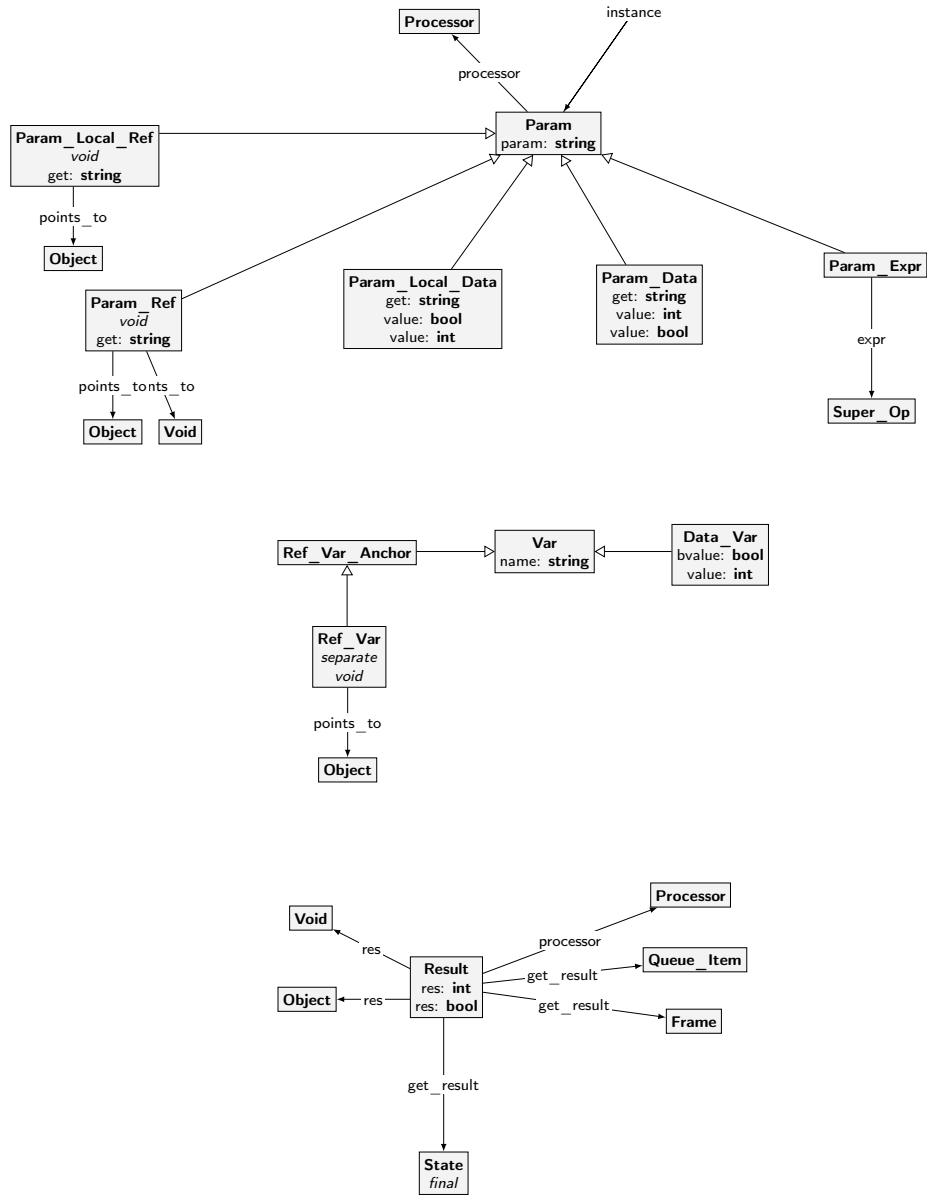 instance
Processor
processor
Param
param: string
Param_Local_Ref
void
get: string
points_to
Object
Param_Ref
void
get: string
points_to
nts_to
Object
Void
Param_Local_Data
get: string
value: bool
value: int
Param_Data
get: string
value: int
value: bool
Param_Expr
expr
Super_Op
Ref_Var_Anchor
Var
name: string
Data_Var
bvalue: bool
value: int
Ref_Var
separate
void
points_to
Object
Void
res
Processor
processor
Result
res: int
res: bool
get_result
Queue_Item
Object
res
get_result
Frame
get_result
State
final